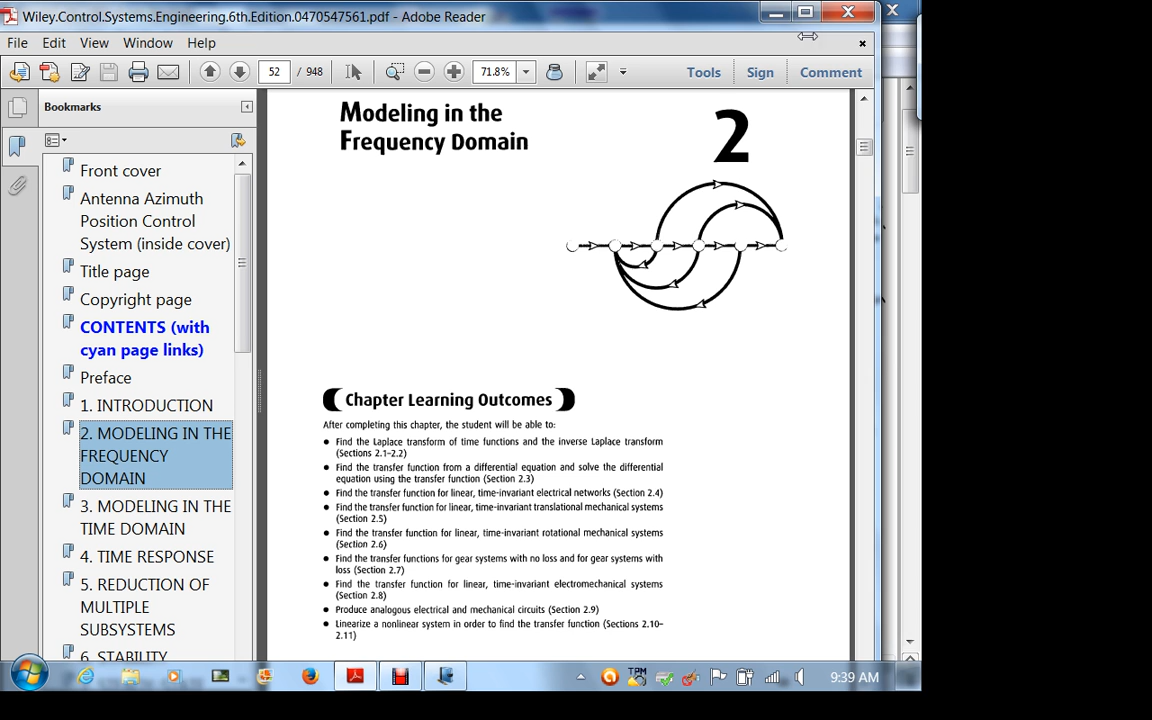 Wiley.Control.Systems.Engineering.6th.Edition.0470547561.pdf - Adobe Reader
File Edit View Window Help
52 / 948 71.8% Tools Sign Comment
Bookmarks
Front cover
Antenna Azimuth
Position Control
System (inside cover)
Title page
Copyright page
CONTENTS (with
cyan page links)
Preface
1. INTRODUCTION
2. MODELING IN THE
FREQUENCY
DOMAIN
3. MODELING IN THE
TIME DOMAIN
4. TIME RESPONSE
5. REDUCTION OF
MULTIPLE
SUBSYSTEMS
6. STABILITY
Modeling in the
Frequency Domain
2
Chapter Learning Outcomes
After completing this chapter, the student will be able to:
• Find the Laplace transform of time functions and the inverse Laplace transform
(Sections 2.1–2.2)
• Find the transfer function from a differential equation and solve the differential
equation using the transfer function (Section 2.3)
• Find the transfer function for linear, time-invariant electrical networks (Section 2.4)
• Find the transfer function for linear, time-invariant translational mechanical systems
(Section 2.5)
• Find the transfer function for linear, time-invariant rotational mechanical systems
(Section 2.6)
• Find the transfer functions for gear systems with no loss and for gear systems with
loss (Section 2.7)
• Find the transfer function for linear, time-invariant electromechanical systems
(Section 2.8)
• Produce analogous electrical and mechanical circuits (Section 2.9)
• Linearize a nonlinear system in order to find the transfer function (Sections 2.10–
2.11)
9:39 AM